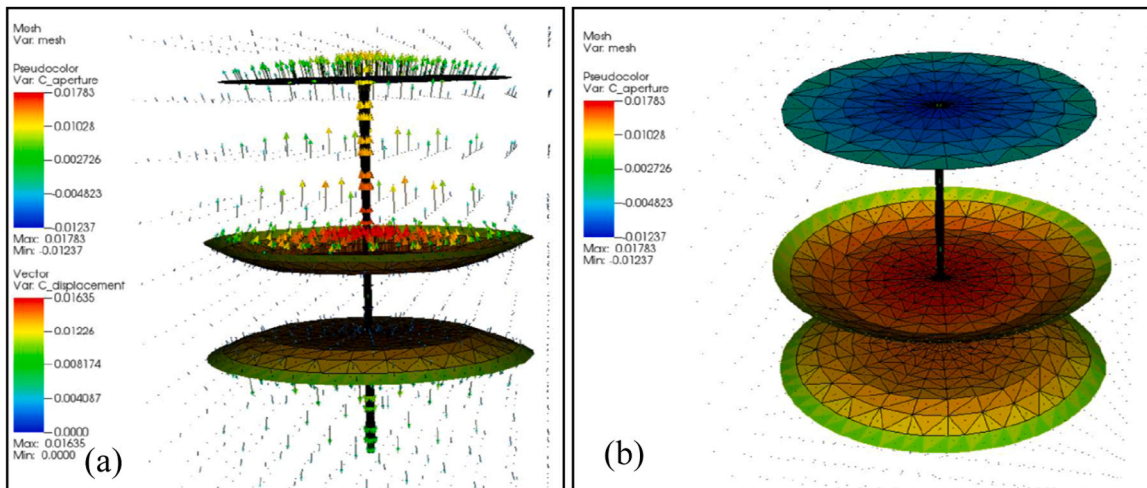 Mesh
Var: mesh
Pseudocolor
Var: C_aperture
0.01783
0.01028
0.002726
-0.004823
-0.01237
Max: 0.01783
Min: -0.01237
Vector
Var: C_displacement
0.01635
0.01226
0.008174
0.004087
0.0000
Max: 0.01635
Min: 0.0000
(a)
Mesh
Var: mesh
Pseudocolor
Var: C_aperture
0.01783
0.01028
0.002726
-0.004823
-0.01237
Max: 0.01783
Min: -0.01237
(b)